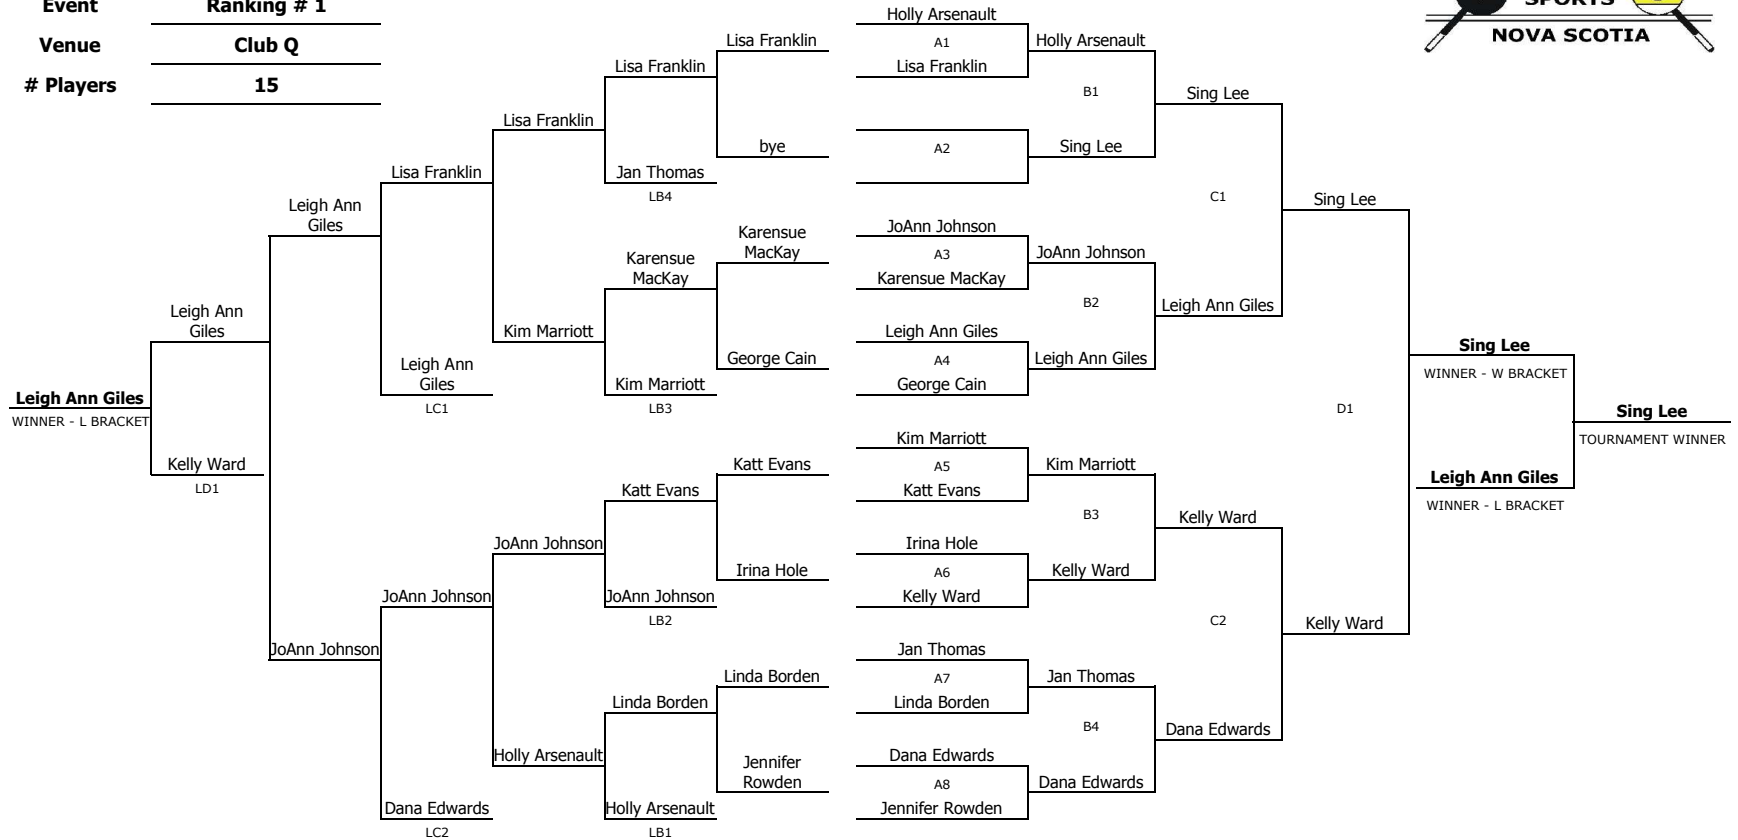 Event
Ranking # 1
Venue
Club Q
# Players
15
SPORTS
NOVA SCOTIA
Holly Arsenault
A1
Lisa Franklin
A2
JoAnn Johnson
A3
Karensue MacKay
Leigh Ann Giles
A4
George Cain
Kim Marriott
A5
Katt Evans
Irina Hole
A6
Kelly Ward
Jan Thomas
A7
Linda Borden
Dana Edwards
A8
Jennifer Rowden
Holly Arsenault
B1
Sing Lee
JoAnn Johnson
B2
Leigh Ann Giles
Kim Marriott
B3
Kelly Ward
Jan Thomas
B4
Dana Edwards
Sing Lee
C1
Leigh Ann Giles
Kelly Ward
C2
Dana Edwards
Sing Lee
D1
Kelly Ward
Sing Lee
WINNER - W BRACKET
Leigh Ann Giles
WINNER - L BRACKET
Sing Lee
TOURNAMENT WINNER
Lisa Franklin
bye
Karensue
MacKay
George Cain
Katt Evans
Irina Hole
Linda Borden
Jennifer
Rowden
Lisa Franklin
Jan Thomas
LB4
Karensue
MacKay
Kim Marriott
LB3
Katt Evans
JoAnn Johnson
LB2
Linda Borden
Holly Arsenault
LB1
Lisa Franklin
Kim Marriott
JoAnn Johnson
Holly Arsenault
Lisa Franklin
Leigh Ann
Giles
LC1
JoAnn Johnson
Dana Edwards
LC2
Leigh Ann
Giles
JoAnn Johnson
Leigh Ann
Giles
Kelly Ward
LD1
Leigh Ann Giles
WINNER - L BRACKET